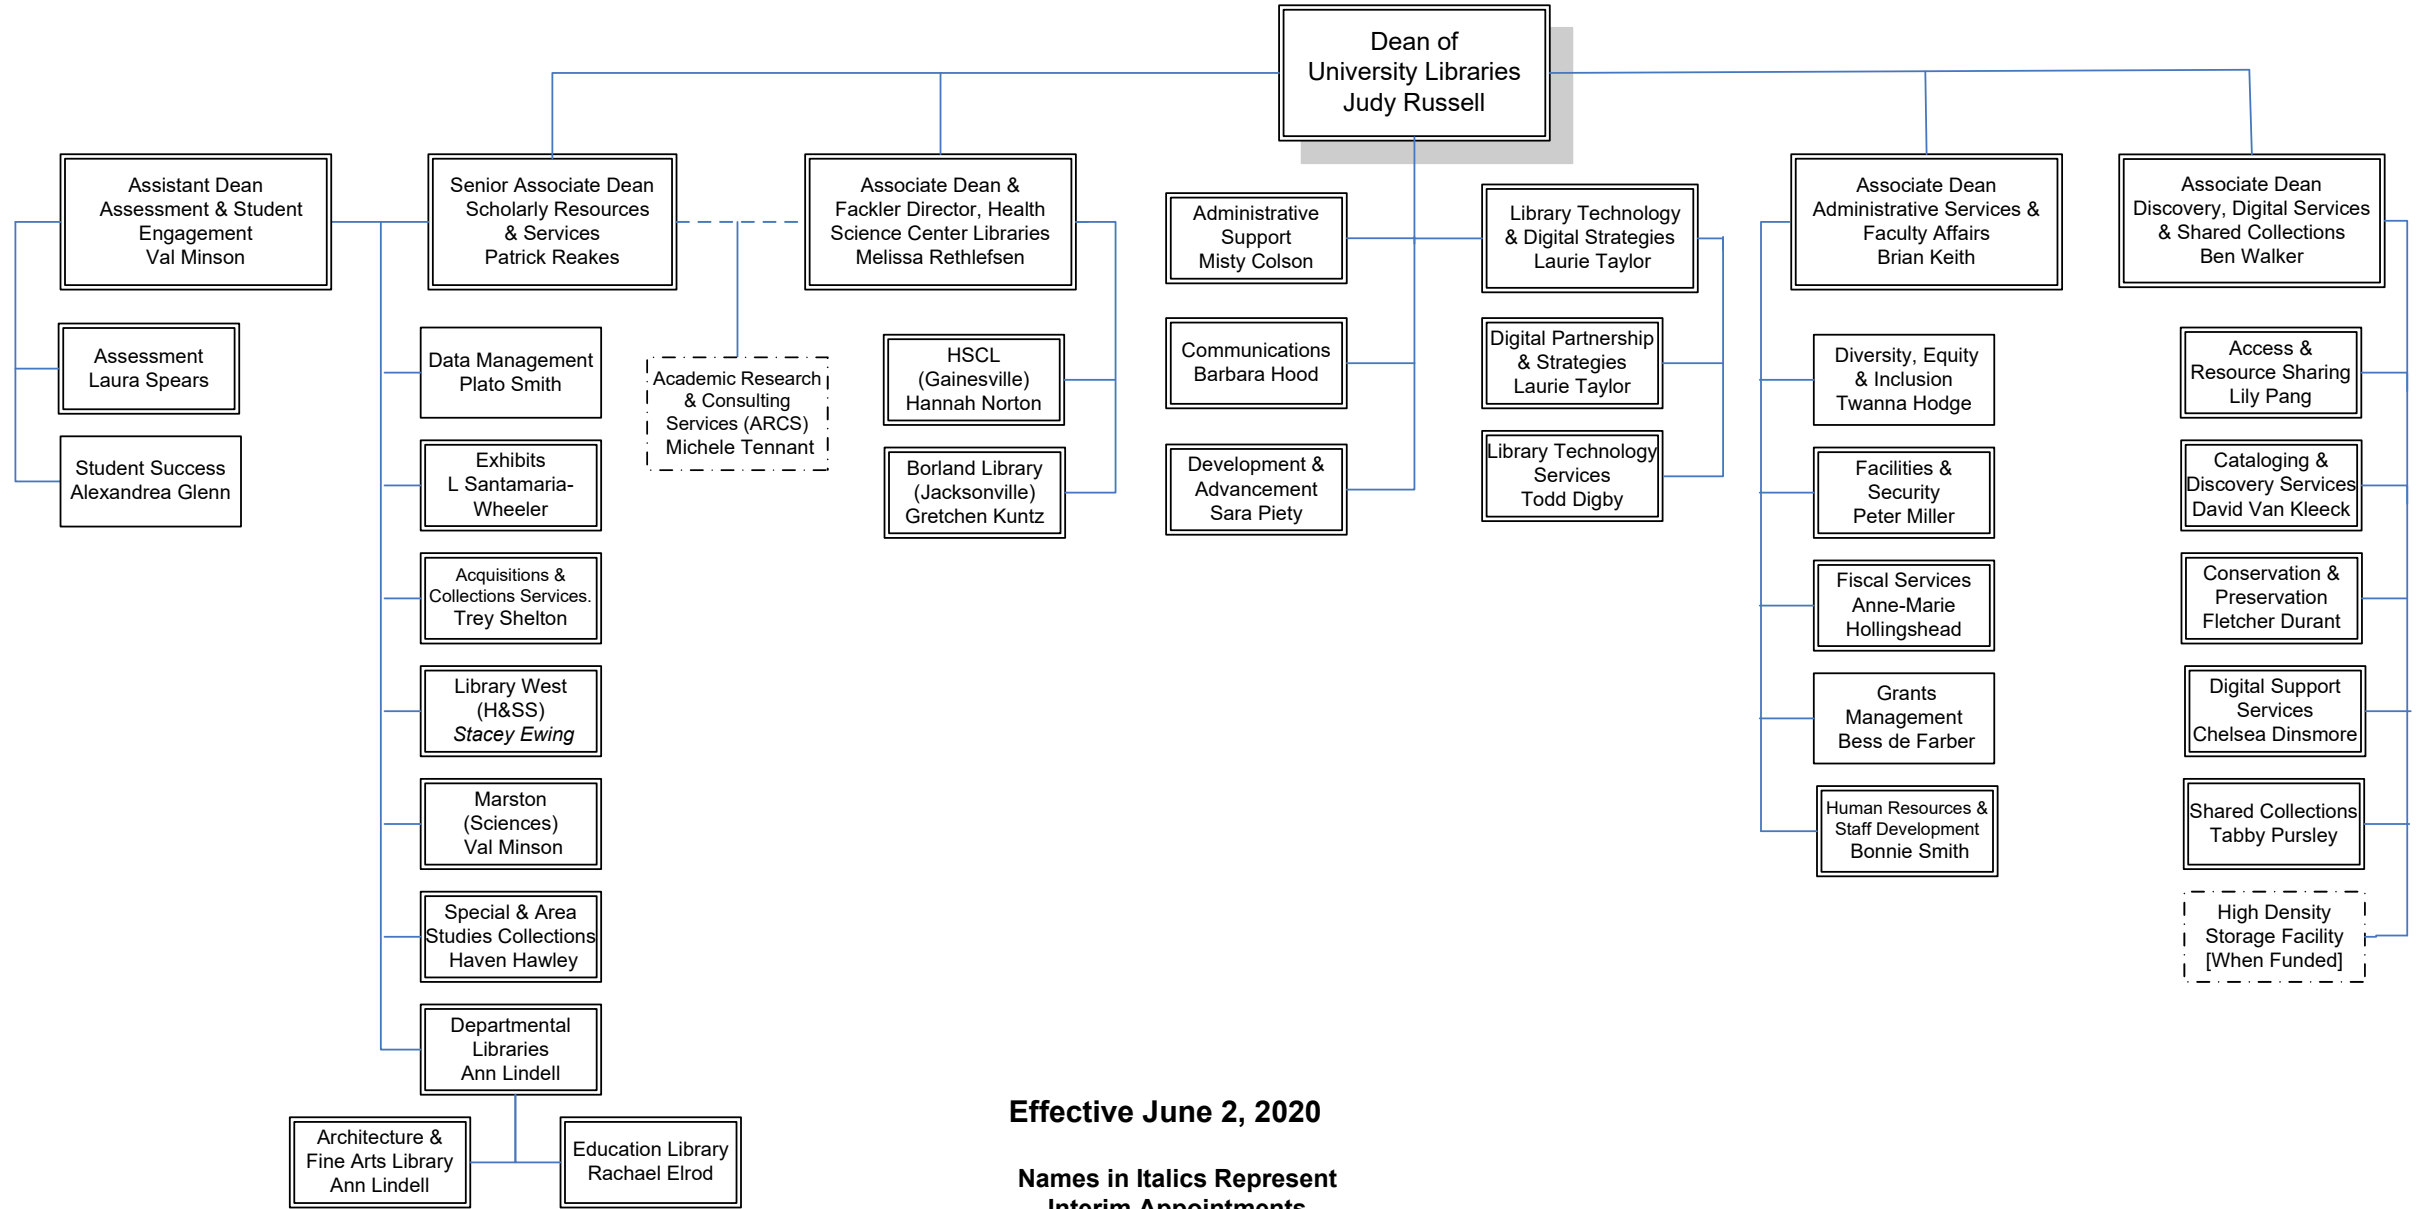 Dean of
University Libraries
Judy Russell
Assistant Dean
Assessment & Student
Engagement
Val Minson
Senior Associate Dean
Scholarly Resources
& Services
Patrick Reakes
Associate Dean &
Fackler Director, Health
Science Center Libraries
Melissa Rethlefsen
Administrative
Support
Misty Colson
Library Technology
& Digital Strategies
Laurie Taylor
Associate Dean
Administrative Services &
Faculty Affairs
Brian Keith
Associate Dean
Discovery, Digital Services
& Shared Collections
Ben Walker
Assessment
Laura Spears
Student Success
Alexandrea Glenn
Data Management
Plato Smith
Exhibits
L Santamaria-
Wheeler
Acquisitions &
Collections Services.
Trey Shelton
Library West
(H&SS)
Stacey Ewing
Marston
(Sciences)
Val Minson
Special & Area
Studies Collections
Haven Hawley
Departmental
Libraries
Ann Lindell
Architecture &
Fine Arts Library
Ann Lindell
Education Library
Rachael Elrod
Academic Research
& Consulting
Services (ARCS)
Michele Tennant
HSCL
(Gainesville)
Hannah Norton
Borland Library
(Jacksonville)
Gretchen Kuntz
Communications
Barbara Hood
Development &
Advancement
Sara Piety
Digital Partnership
& Strategies
Laurie Taylor
Library Technology
Services
Todd Digby
Diversity, Equity
& Inclusion
Twanna Hodge
Facilities &
Security
Peter Miller
Fiscal Services
Anne-Marie
Hollingshead
Grants
Management
Bess de Farber
Human Resources &
Staff Development
Bonnie Smith
Access &
Resource Sharing
Lily Pang
Cataloging &
Discovery Services
David Van Kleeck
Conservation &
Preservation
Fletcher Durant
Digital Support
Services
Chelsea Dinsmore
Shared Collections
Tabby Pursley
High Density
Storage Facility
[When Funded]
Effective June 2, 2020
Names in Italics Represent
Interim Appointments